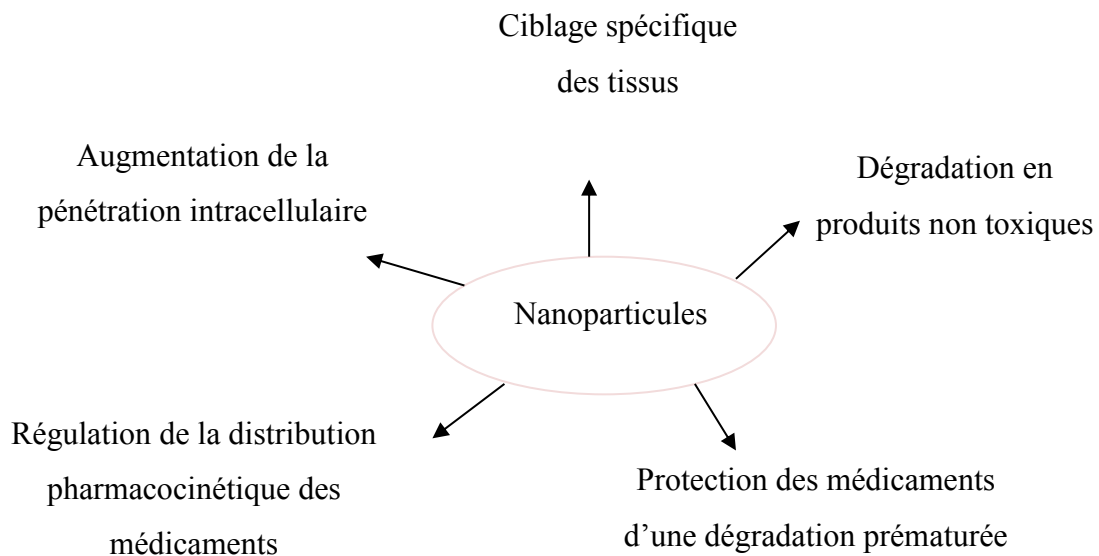 Ciblage spécifique
des tissus
Augmentation de la
pénétration intracellulaire
Dégradation en
produits non toxiques
Nanoparticules
Régulation de la distribution
pharmacocinétique des
médicaments
Protection des médicaments
d’une dégradation prématurée